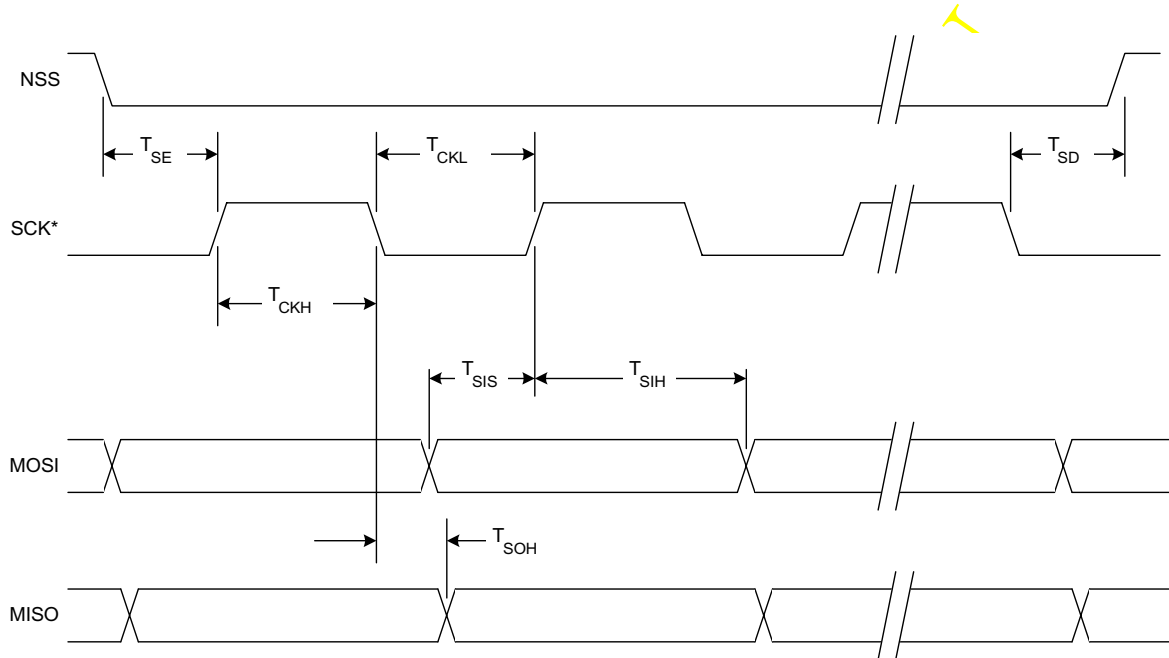 T
NSS
T_SE
T_CKL
T_SD
SCK*
T_CKH
T_SIS
T_SIH
MOSI
T_SOH
MISO